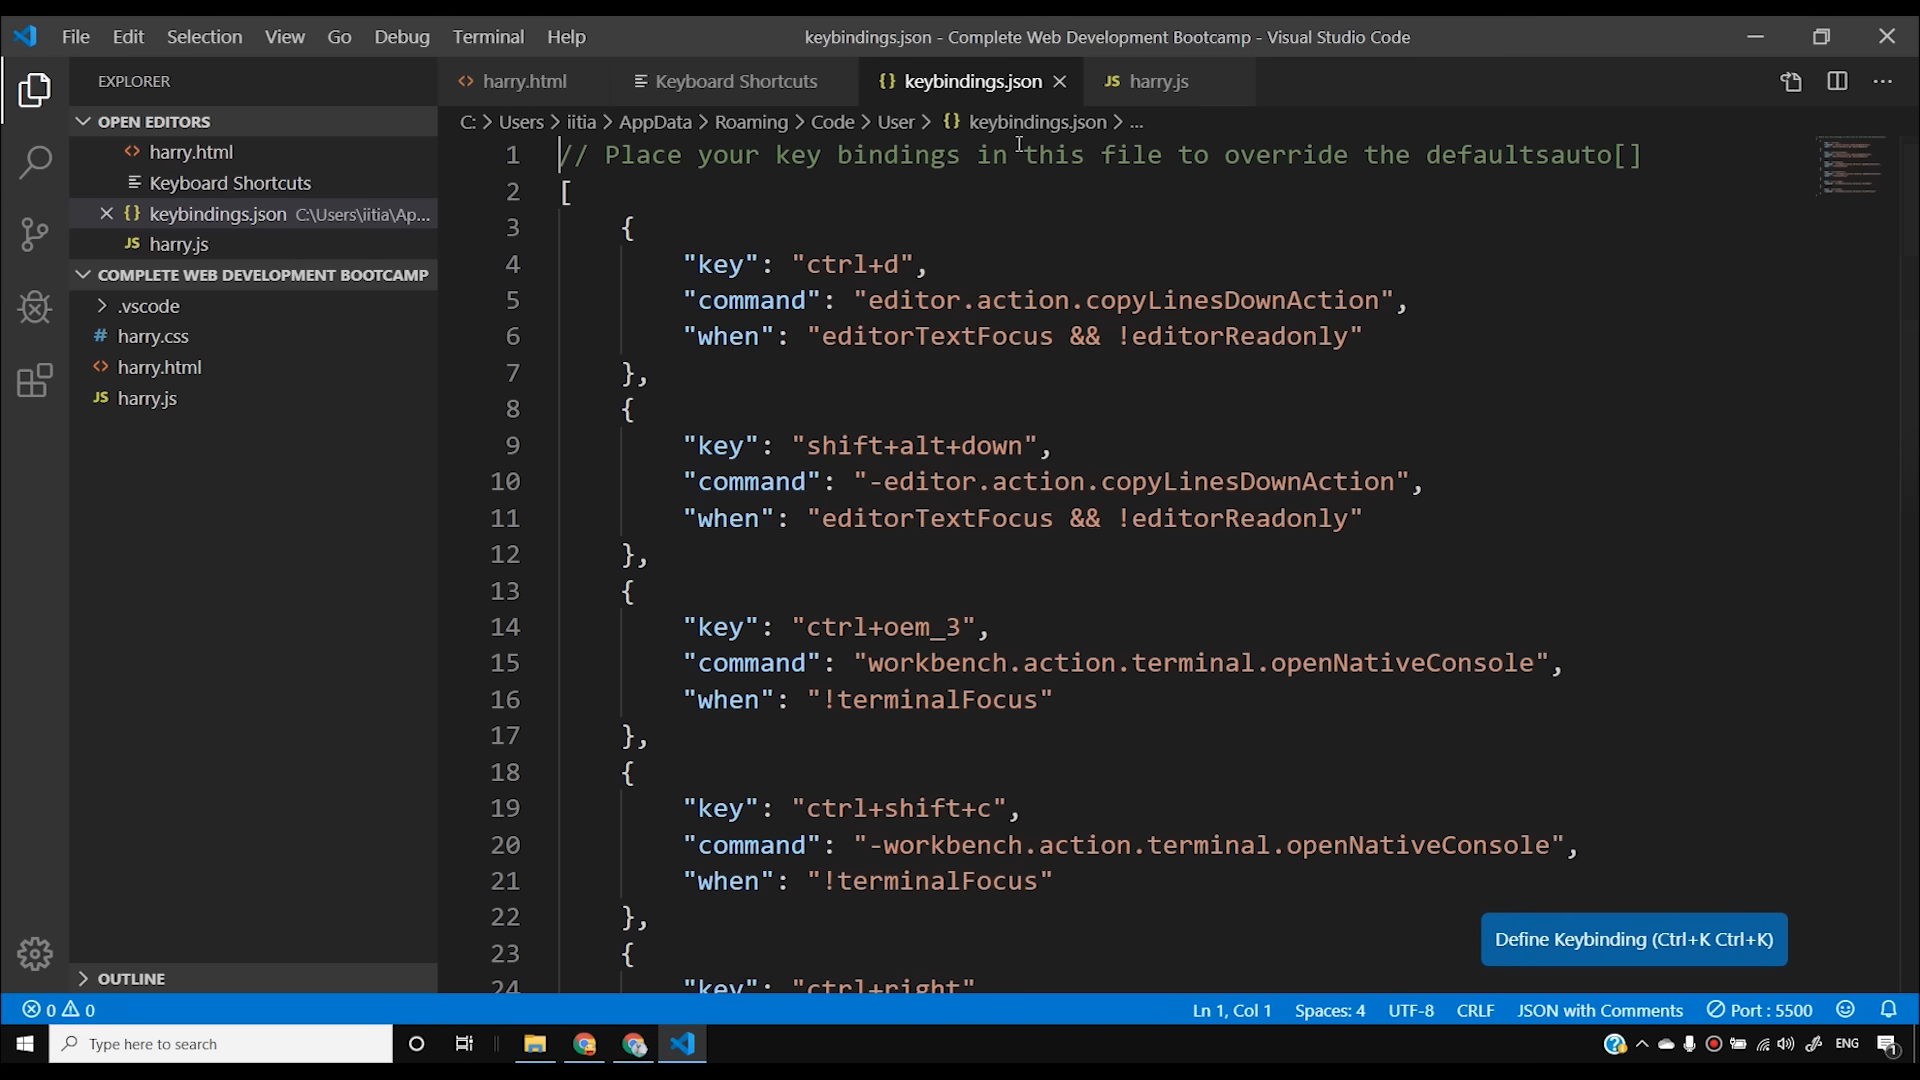 File Edit Selection View Go Debug Terminal Help
keybindings.json - Complete Web Development Bootcamp - Visual Studio Code
EXPLORER
OPEN EDITORS
<> harry.html
Keyboard Shortcuts
{} keybindings.json C:\Users\iitia\Ap...
JS harry.js
COMPLETE WEB DEVELOPMENT BOOTCAMP
> .vscode
# harry.css
<> harry.html
JS harry.js
OUTLINE
<> harry.html
Keyboard Shortcuts
{} keybindings.json
JS harry.js
C: > Users > iitia > AppData > Roaming > Code > User > {} keybindings.json > ...
1 // Place your key bindings in this file to override the defaultsauto[]
2 [
3 {
4 "key": "ctrl+d",
5 "command": "editor.action.copyLinesDownAction",
6 "when": "editorTextFocus && !editorReadonly"
7 },
8 {
9 "key": "shift+alt+down",
10 "command": "-editor.action.copyLinesDownAction",
11 "when": "editorTextFocus && !editorReadonly"
12 },
13 {
14 "key": "ctrl+oem_3",
15 "command": "workbench.action.terminal.openNativeConsole",
16 "when": "!terminalFocus"
17 },
18 {
19 "key": "ctrl+shift+c",
20 "command": "-workbench.action.terminal.openNativeConsole",
21 "when": "!terminalFocus"
22 },
23 {
24 "key": "ctrl+right"
Define Keybinding (Ctrl+K Ctrl+K)
0 0
Ln 1, Col 1 Spaces: 4 UTF-8 CRLF JSON with Comments Port : 5500
Type here to search
ENG
1